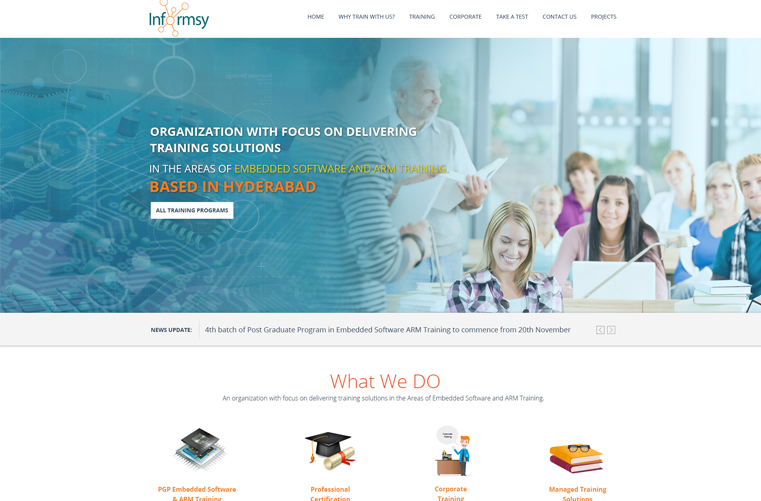 Informsy
HOME WHY TRAIN WITH US? TRAINING CORPORATE TAKE A TEST CONTACT US PROJECTS
ORGANIZATION WITH FOCUS ON DELIVERING
TRAINING SOLUTIONS
IN THE AREAS OF EMBEDDED SOFTWARE AND ARM TRAINING.
BASED IN HYDERABAD
ALL TRAINING PROGRAMS
NEWS UPDATE: 4th batch of Post Graduate Program in Embedded Software ARM Training to commence from 20th November
What We DO
An organization with focus on delivering training solutions in the Areas of Embedded Software and ARM Training.
Corporate
Training
PGP Embedded Software
& ARM Training
Professional
Certification
Corporate
Training
Managed Training
Solutions